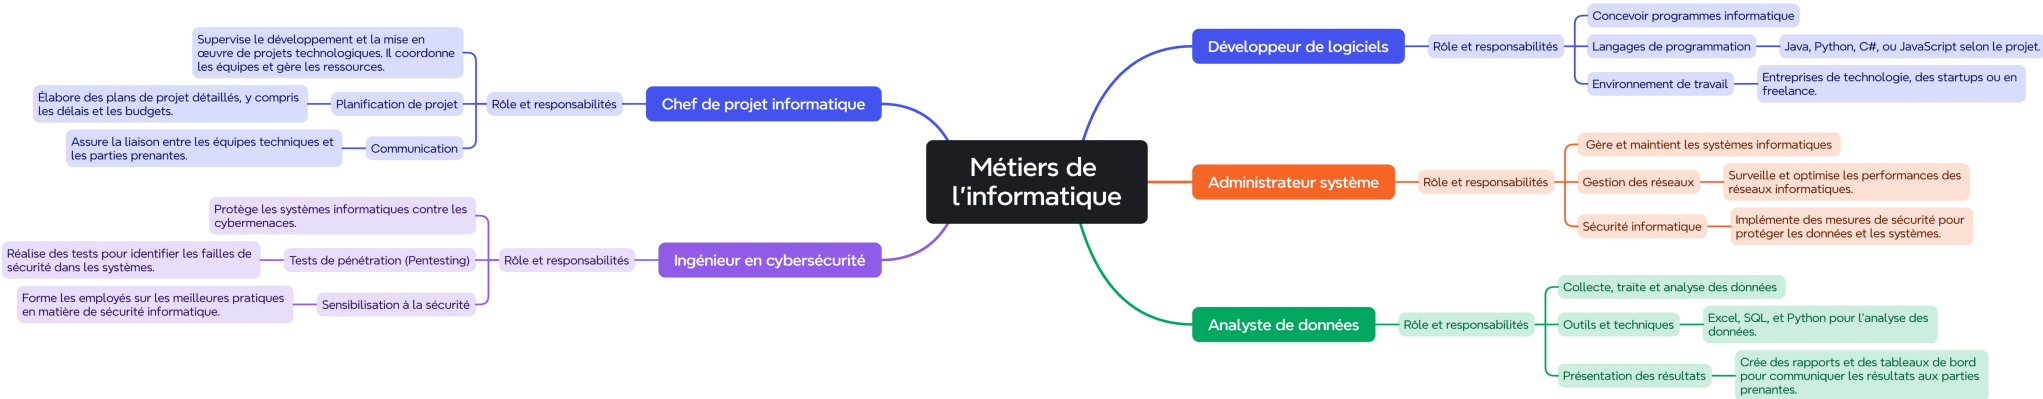 Métiers de
l'informatique
Développeur de logiciels
Rôle et responsabilités
Concevoir programmes informatique
Langages de programmation
Java, Python, C#, ou JavaScript selon le projet.
Environnement de travail
Entreprises de technologie, des startups ou en
freelance.
Administrateur système
Rôle et responsabilités
Gère et maintient les systèmes informatiques
Gestion des réseaux
Surveille et optimise les performances des
réseaux informatiques.
Sécurité informatique
Implémente des mesures de sécurité pour
protéger les données et les systèmes.
Analyste de données
Rôle et responsabilités
Collecte, traite et analyse des données
Outils et techniques
Excel, SQL, et Python pour l'analyse des
données.
Présentation des résultats
Crée des rapports et des tableaux de bord
pour communiquer les résultats aux parties
prenantes.
Chef de projet informatique
Rôle et responsabilités
Supervise le développement et la mise en
œuvre de projets technologiques. Il coordonne
les équipes et gère les ressources.
Planification de projet
Élabore des plans de projet détaillés, y compris
les délais et les budgets.
Communication
Assure la liaison entre les équipes techniques et
les parties prenantes.
Ingénieur en cybersécurité
Rôle et responsabilités
Protège les systèmes informatiques contre les
cybermenaces.
Tests de pénétration (Pentesting)
Réalise des tests pour identifier les failles de
sécurité dans les systèmes.
Sensibilisation à la sécurité
Forme les employés sur les meilleures pratiques
en matière de sécurité informatique.